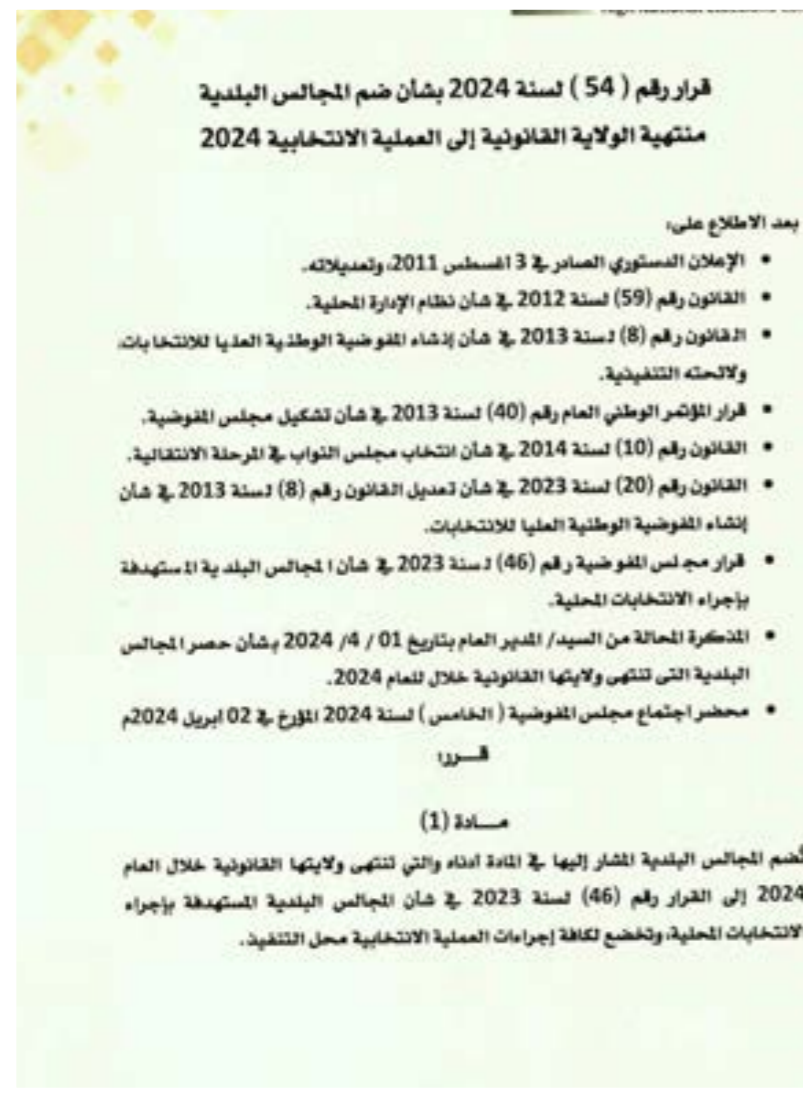 قرار رقم ( 54 ) لسنة 2024 بشأن ضم المجالس البلدية
منتهية الولاية القانونية إلى العملية الانتخابية 2024
بعد الاطلاع على:
• الإعلان الدستوري الصادر في 3 اغسطس 2011، وتعديلاته.
• القانون رقم (59) لسنة 2012 في شأن نظام الإدارة المحلية.
• القانون رقم (8) لسنة 2013 في شأن إنشاء المفوضية الوطنية العليا للانتخابات،
ولائحته التنفيذية.
• قرار المؤتمر الوطني العام رقم (40) لسنة 2013 في شأن تشكيل مجلس المفوضية.
• القانون رقم (10) لسنة 2014 في شأن انتخاب مجلس النواب في المرحلة الانتقالية.
• القانون رقم (20) لسنة 2023 في شأن تعديل القانون رقم (8) لسنة 2013 في شأن
إنشاء المفوضية الوطنية العليا للانتخابات.
• قرار مجلس المفوضية رقم (46) لسنة 2023 في شأن المجالس البلدية المستهدفة
بإجراء الانتخابات المحلية.
• المذكرة المحالة من السيد/ المدير العام بتاريخ 01 / 4/ 2024 بشأن حصر المجالس
البلدية التي تنتهي ولايتها القانونية خلال للعام 2024.
• محضر اجتماع مجلس المفوضية ( الخامس ) لسنة 2024 المؤرخ في 02 ابريل 2024م
قــــرر:
مـــــادة (1)
تُضم المجالس البلدية المشار إليها في المادة ادناه والتي تنتهي ولايتها القانونية خلال العام
2024 إلى القرار رقم (46) لسنة 2023 في شأن المجالس البلدية المستهدفة بإجراء
الانتخابات المحلية، وتخضع لكافة إجراءات العملية الانتخابية محل التنفيذ.